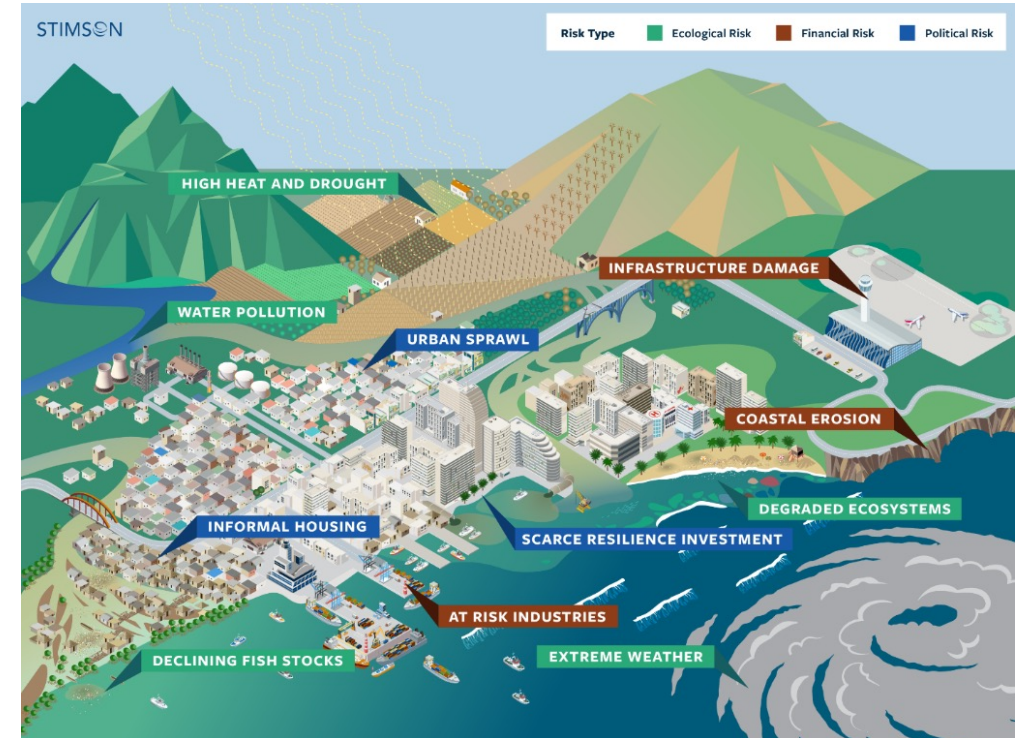 STIMSON
Risk Type Ecological Risk Financial Risk Political Risk
HIGH HEAT AND DROUGHT
INFRASTRUCTURE DAMAGE
WATER POLLUTION
URBAN SPRAWL
COASTAL EROSION
DEGRADED ECOSYSTEMS
INFORMAL HOUSING
SCARCE RESILIENCE INVESTMENT
AT RISK INDUSTRIES
DECLINING FISH STOCKS
EXTREME WEATHER